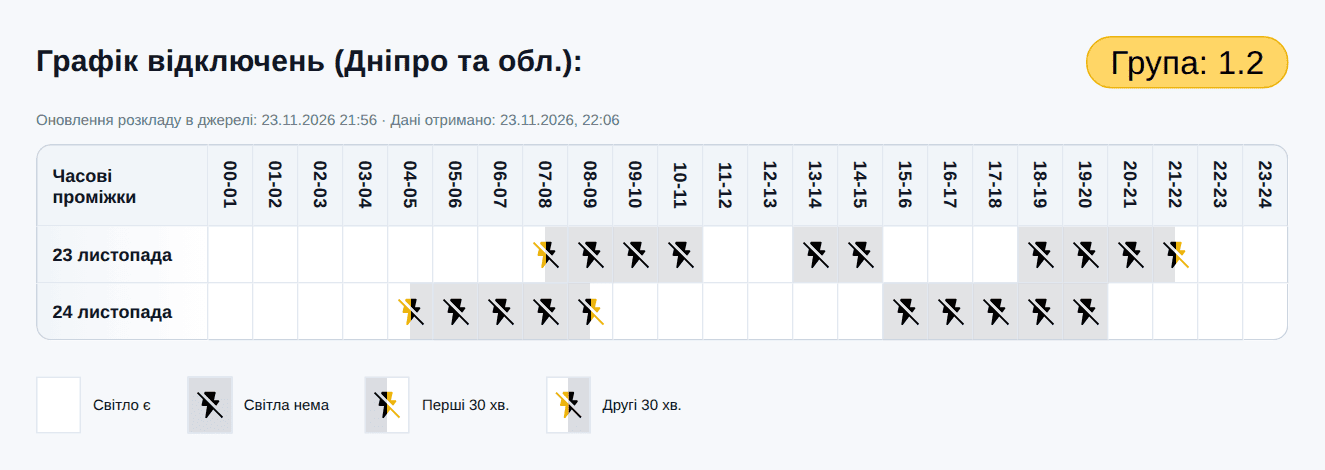 Графік відключень (Дніпро та обл.):
Група: 1.2
Оновлення розкладу в джерелі: 23.11.2026 21:56 · Дані отримано: 23.11.2026, 22:06
Часові
проміжки
00-01
01-02
02-03
03-04
04-05
05-06
06-07
07-08
08-09
09-10
10-11
11-12
12-13
13-14
14-15
15-16
16-17
17-18
18-19
19-20
20-21
21-22
22-23
23-24
23 листопада
24 листопада
Світло є
Світла нема
Перші 30 хв.
Другі 30 хв.